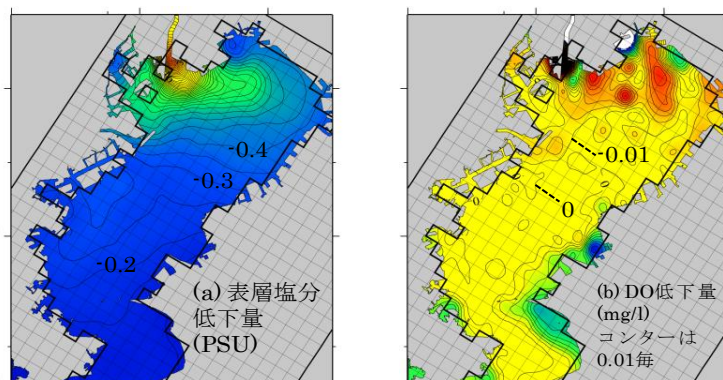 -0.4
-0.3
-0.2
(a) 表層塩分
低下量
(PSU)
-0.01
0
(b) DO低下量
(mg/l)
コンターは
0.01毎